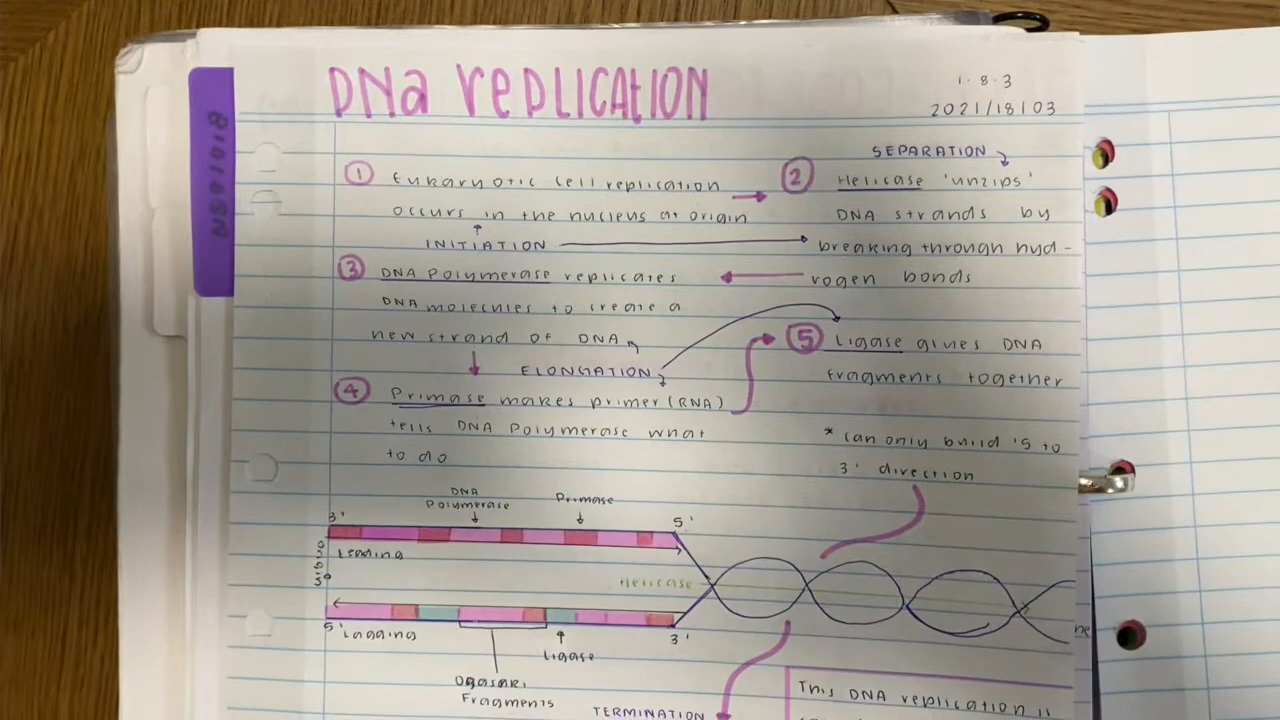 BIOLOGY
DNA REPLICATION
1.8.3
2021/18/03
① Eukaryotic cell replication
occurs in the nucleus at origin
INITIATION
SEPARATION
② Helicase 'unzips'
DNA strands by
breaking through hyd-
rogen bonds
③ DNA Polymerase replicates
DNA molecules to create a
new strand of DNA
ELONGATION
④ Primase makes primer (RNA)
tells DNA Polymerase what
to do
⑤ Ligase glues DNA
fragments together
* can only build '5 to
3' direction
DNA
Polymerase
Primase
3'
5'
Leading
Helicase
5'
Lagging
3'
Ligase
Fragments
TERMINATION
This DNA replication is
ne